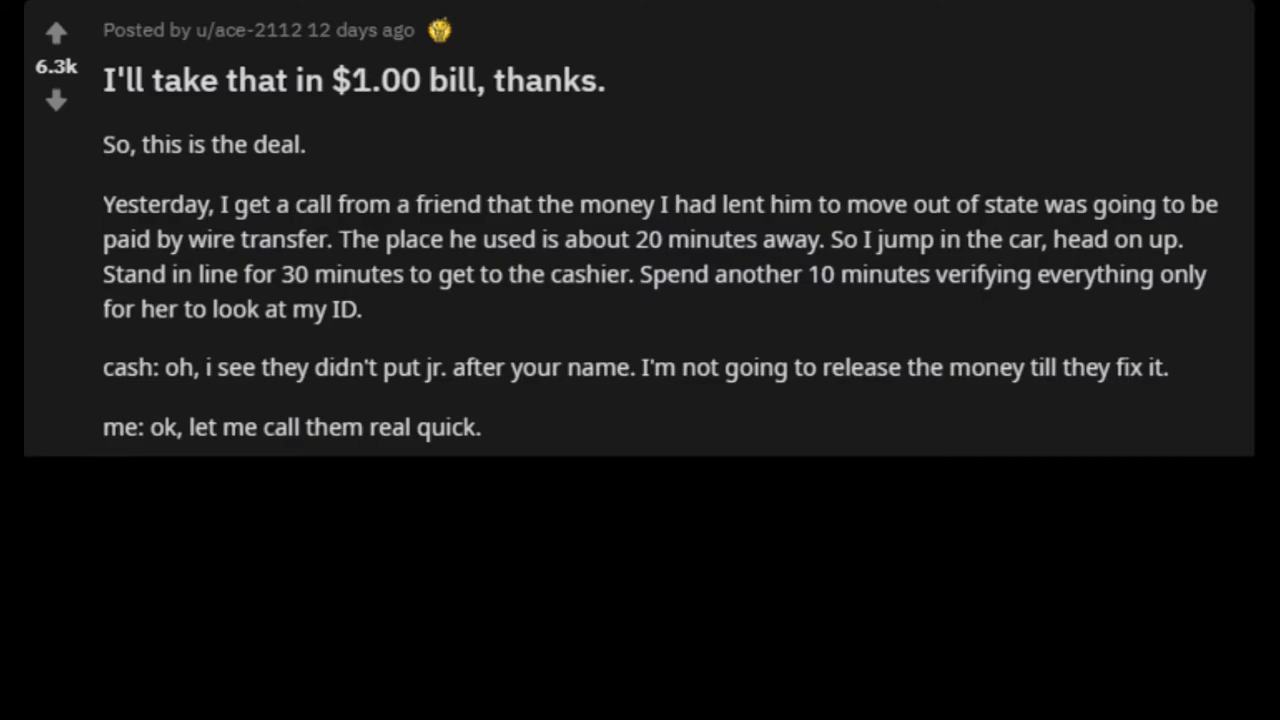 Posted by u/ace-2112 12 days ago
6.3k
I'll take that in $1.00 bill, thanks.
So, this is the deal.
Yesterday, I get a call from a friend that the money I had lent him to move out of state was going to be
paid by wire transfer. The place he used is about 20 minutes away. So I jump in the car, head on up.
Stand in line for 30 minutes to get to the cashier. Spend another 10 minutes verifying everything only
for her to look at my ID.
cash: oh, i see they didn't put jr. after your name. I'm not going to release the money till they fix it.
me: ok, let me call them real quick.